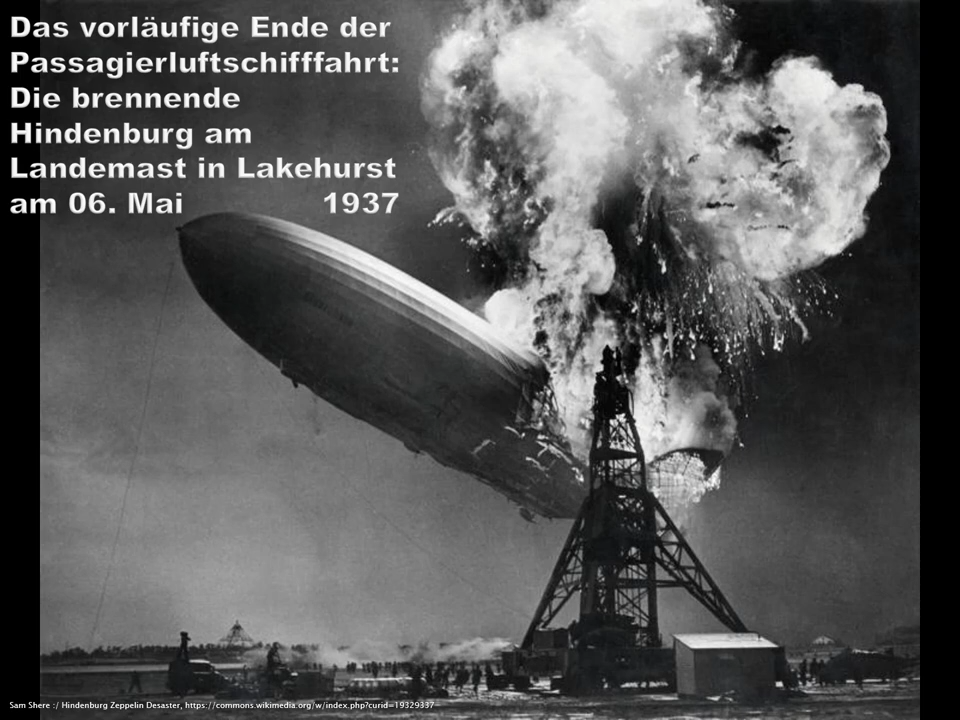 Das vorläufige Ende der
Passagierluftschifffahrt:
Die brennende
Hindenburg am
Landemast in Lakehurst
am 06. Mai 1937
Sam Shere :/ Hindenburg Zeppelin Desaster, https://commons.wikimedia.org/w/index.php?curid=19329337